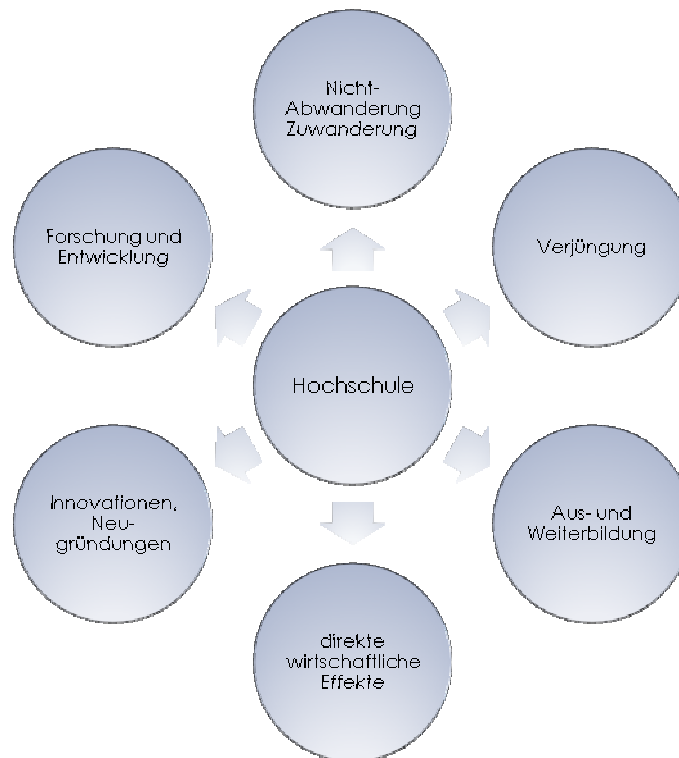 Nicht-
Abwanderung
Zuwanderung
Forschung und
Entwicklung
Verjüngung
Hochschule
Innovationen,
Neu-
gründungen
Aus- und
Weiterbildung
direkte
wirtschaftliche
Effekte